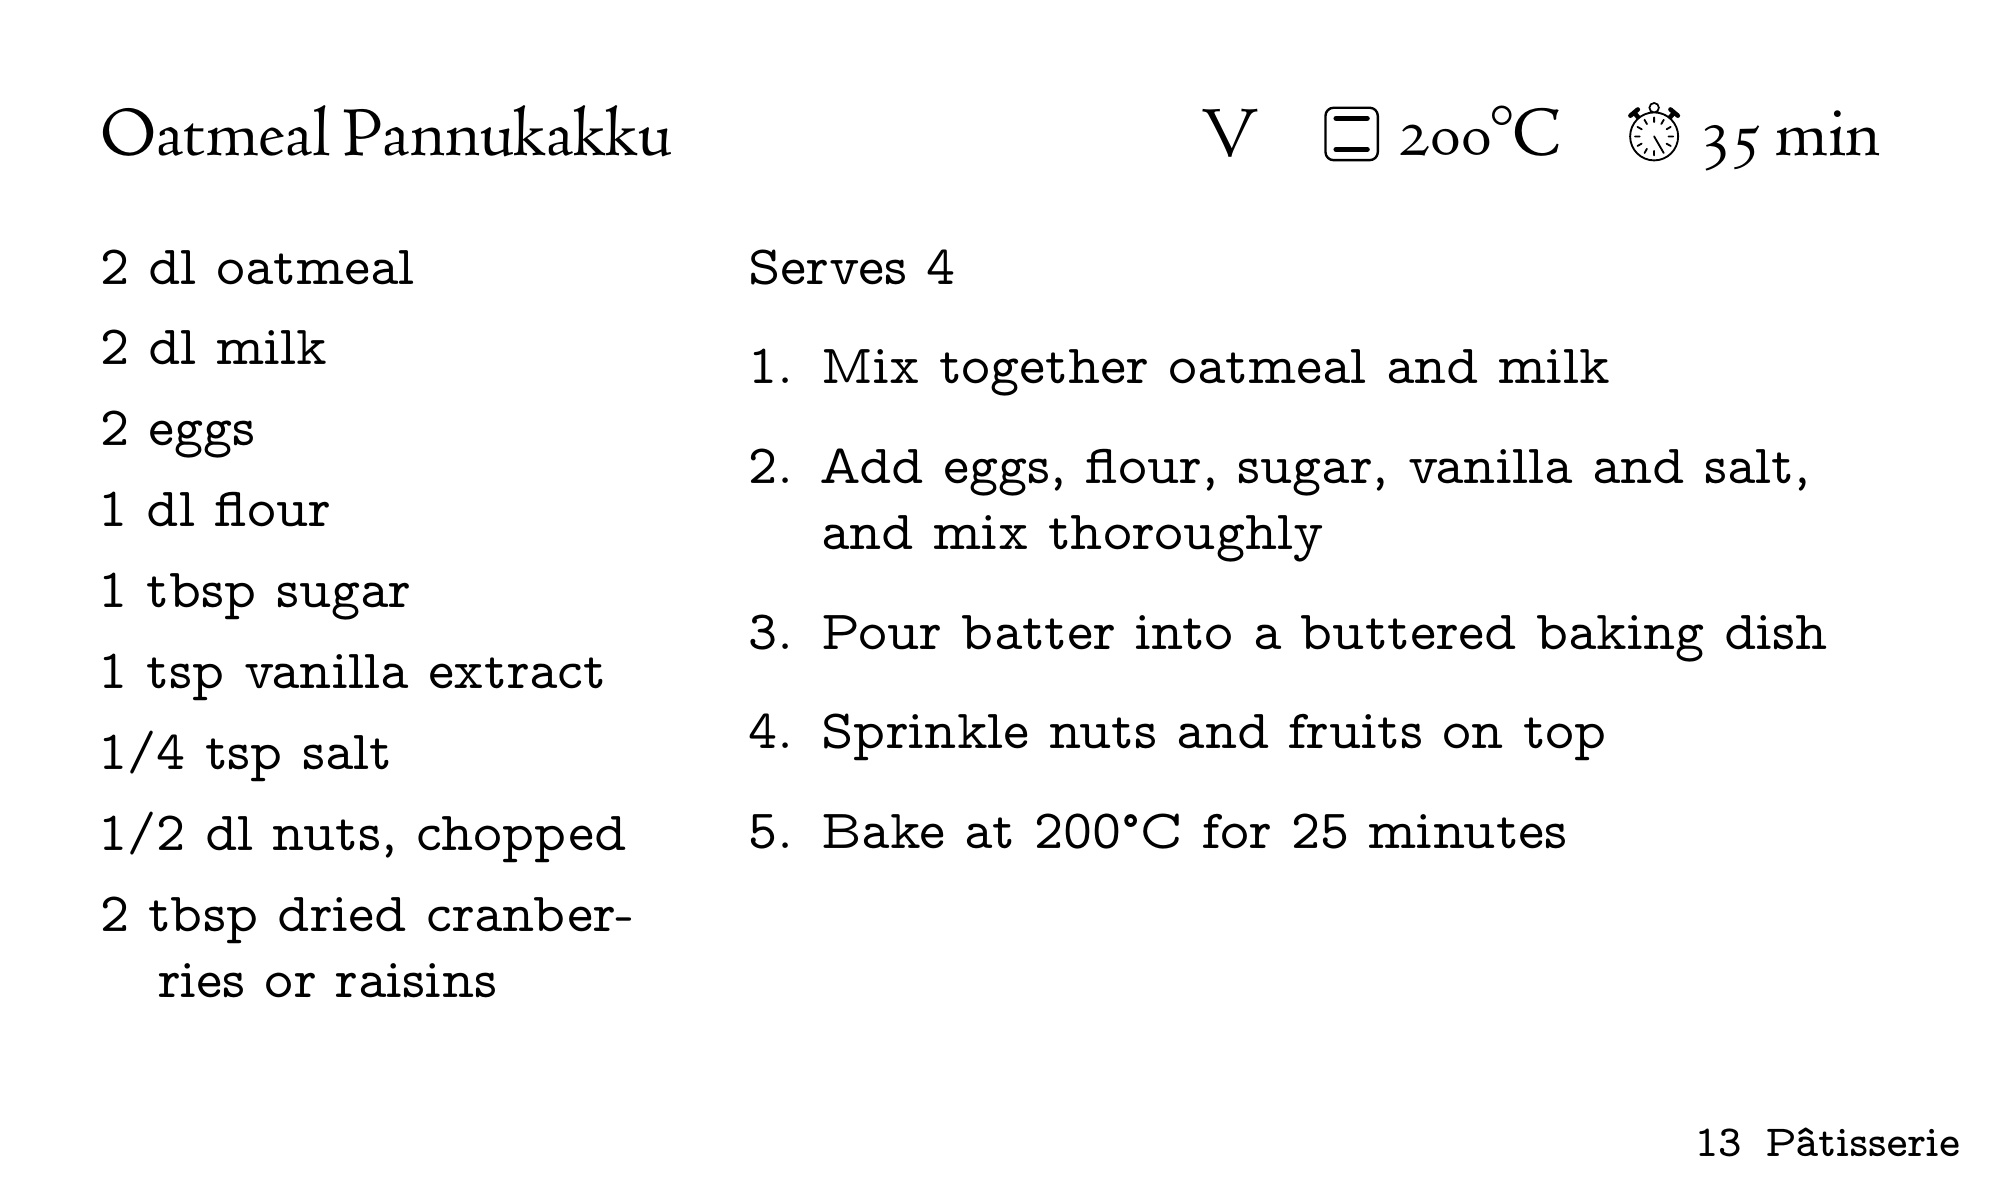 Oatmeal Pannukakku
V 200°C 35 min
2 dl oatmeal
2 dl milk
2 eggs
1 dl flour
1 tbsp sugar
1 tsp vanilla extract
1/4 tsp salt
1/2 dl nuts, chopped
2 tbsp dried cranber-
ries or raisins
Serves 4
1. Mix together oatmeal and milk
2. Add eggs, flour, sugar, vanilla and salt,
and mix thoroughly
3. Pour batter into a buttered baking dish
4. Sprinkle nuts and fruits on top
5. Bake at 200°C for 25 minutes
13 Pâtisserie